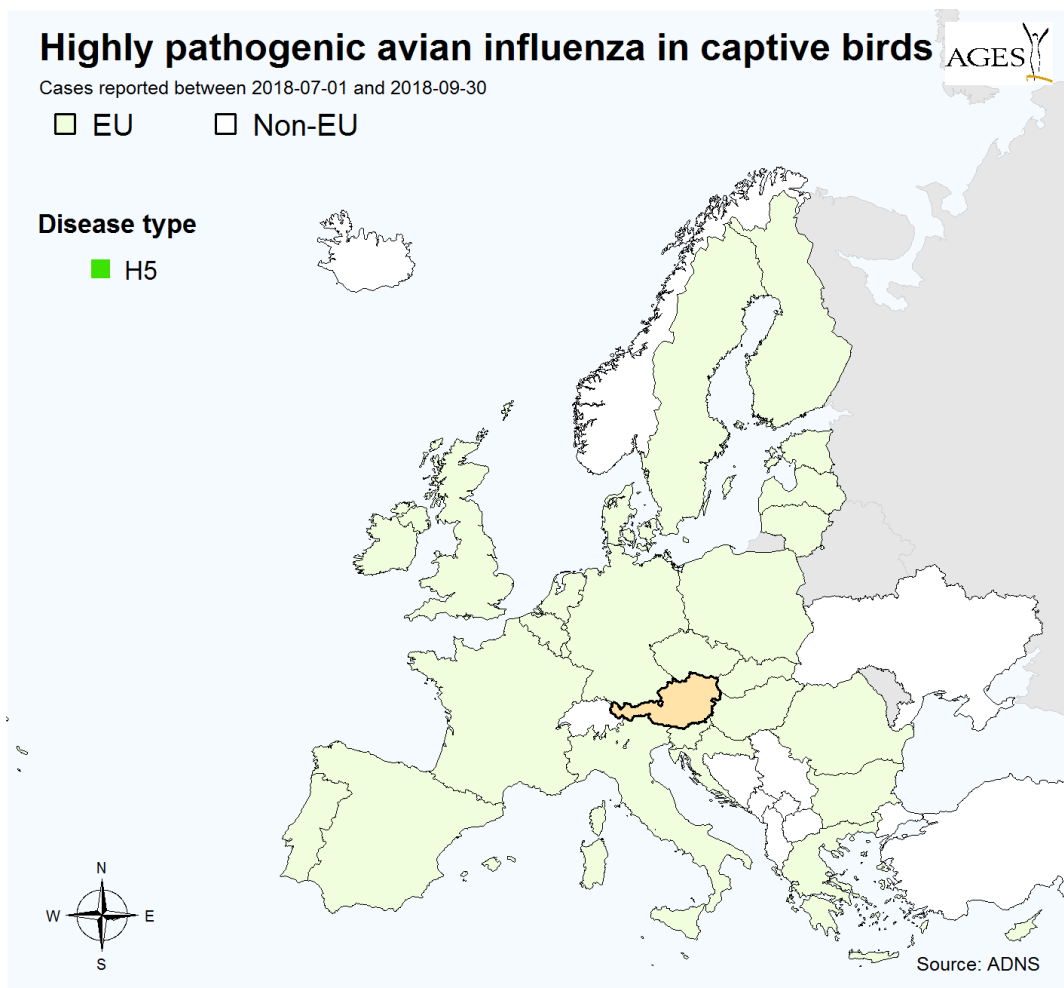 Highly pathogenic avian influenza in captive birds
AGES
Cases reported between 2018-07-01 and 2018-09-30
EU
Non-EU
Disease type
H5
N
W
E
S
Source: ADNS